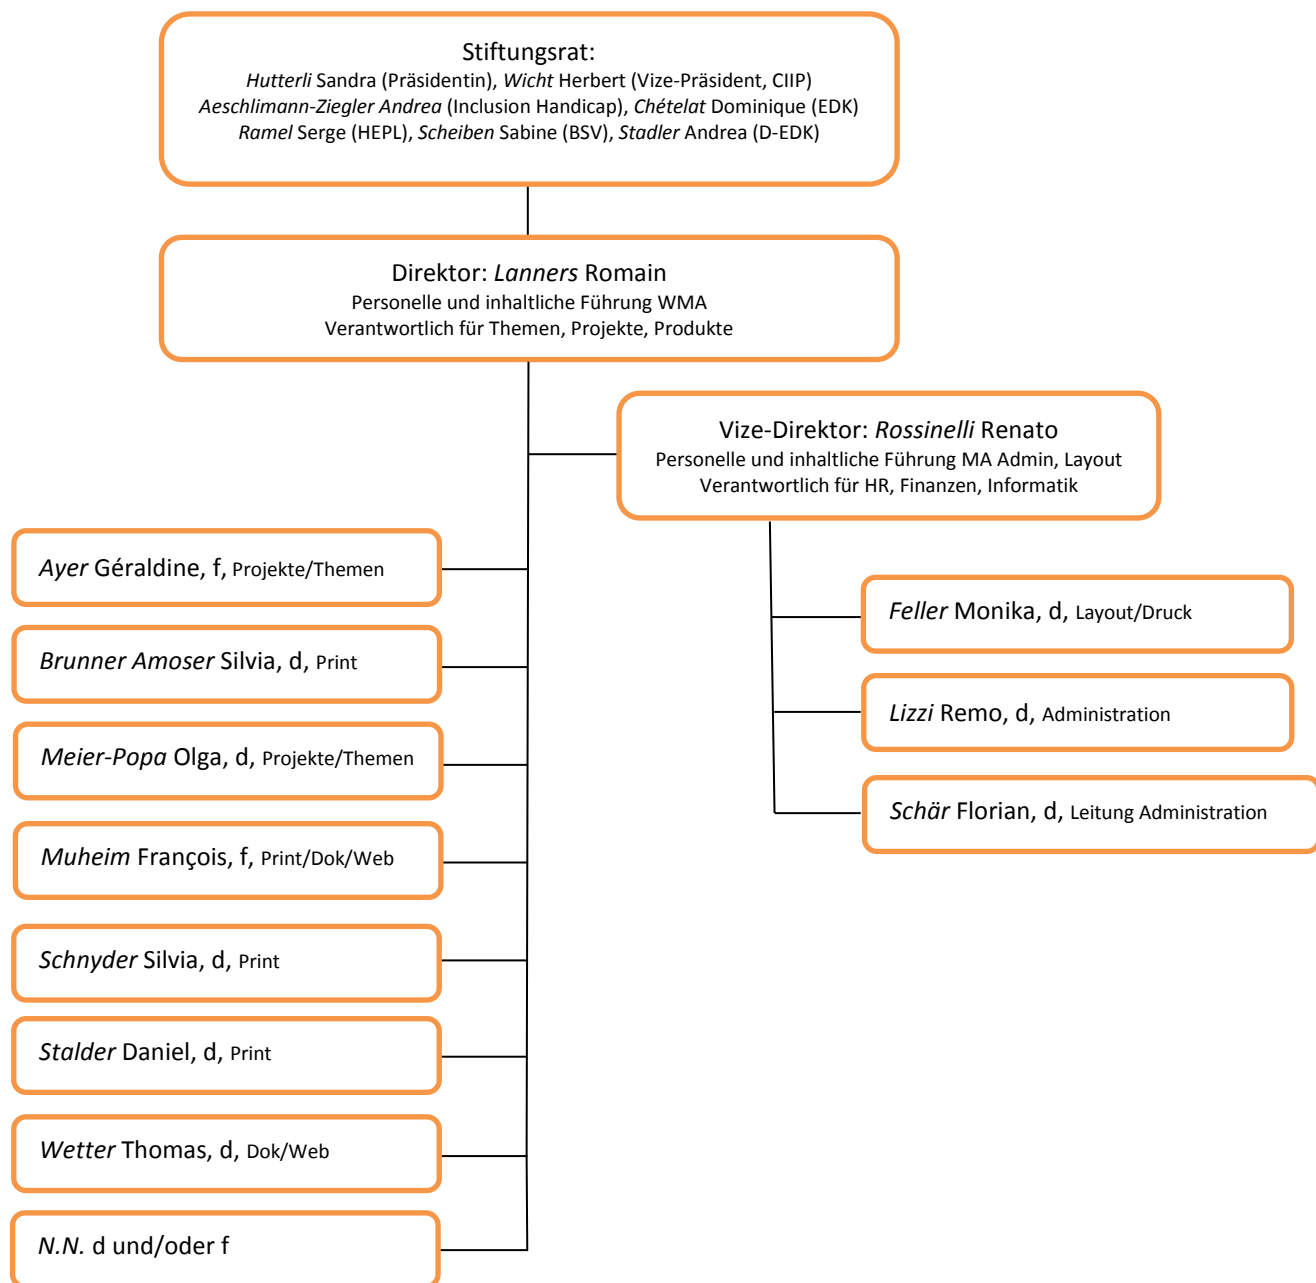 Stiftungsrat:
Hutterli Sandra (Präsidentin), Wicht Herbert (Vize-Präsident, CIIP)
Aeschlimann-Ziegler Andrea (Inclusion Handicap), Chételat Dominique (EDK)
Ramel Serge (HEPL), Scheiben Sabine (BSV), Stadler Andrea (D-EDK)
Direktor: Lanners Romain
Personelle und inhaltliche Führung WMA
Verantwortlich für Themen, Projekte, Produkte
Vize-Direktor: Rossinelli Renato
Personelle und inhaltliche Führung MA Admin, Layout
Verantwortlich für HR, Finanzen, Informatik
Ayer Géraldine, f, Projekte/Themen
Brunner Amoser Silvia, d, Print
Meier-Popa Olga, d, Projekte/Themen
Muheim François, f, Print/Dok/Web
Schnyder Silvia, d, Print
Stalder Daniel, d, Print
Wetter Thomas, d, Dok/Web
N.N. d und/oder f
Feller Monika, d, Layout/Druck
Lizzi Remo, d, Administration
Schär Florian, d, Leitung Administration